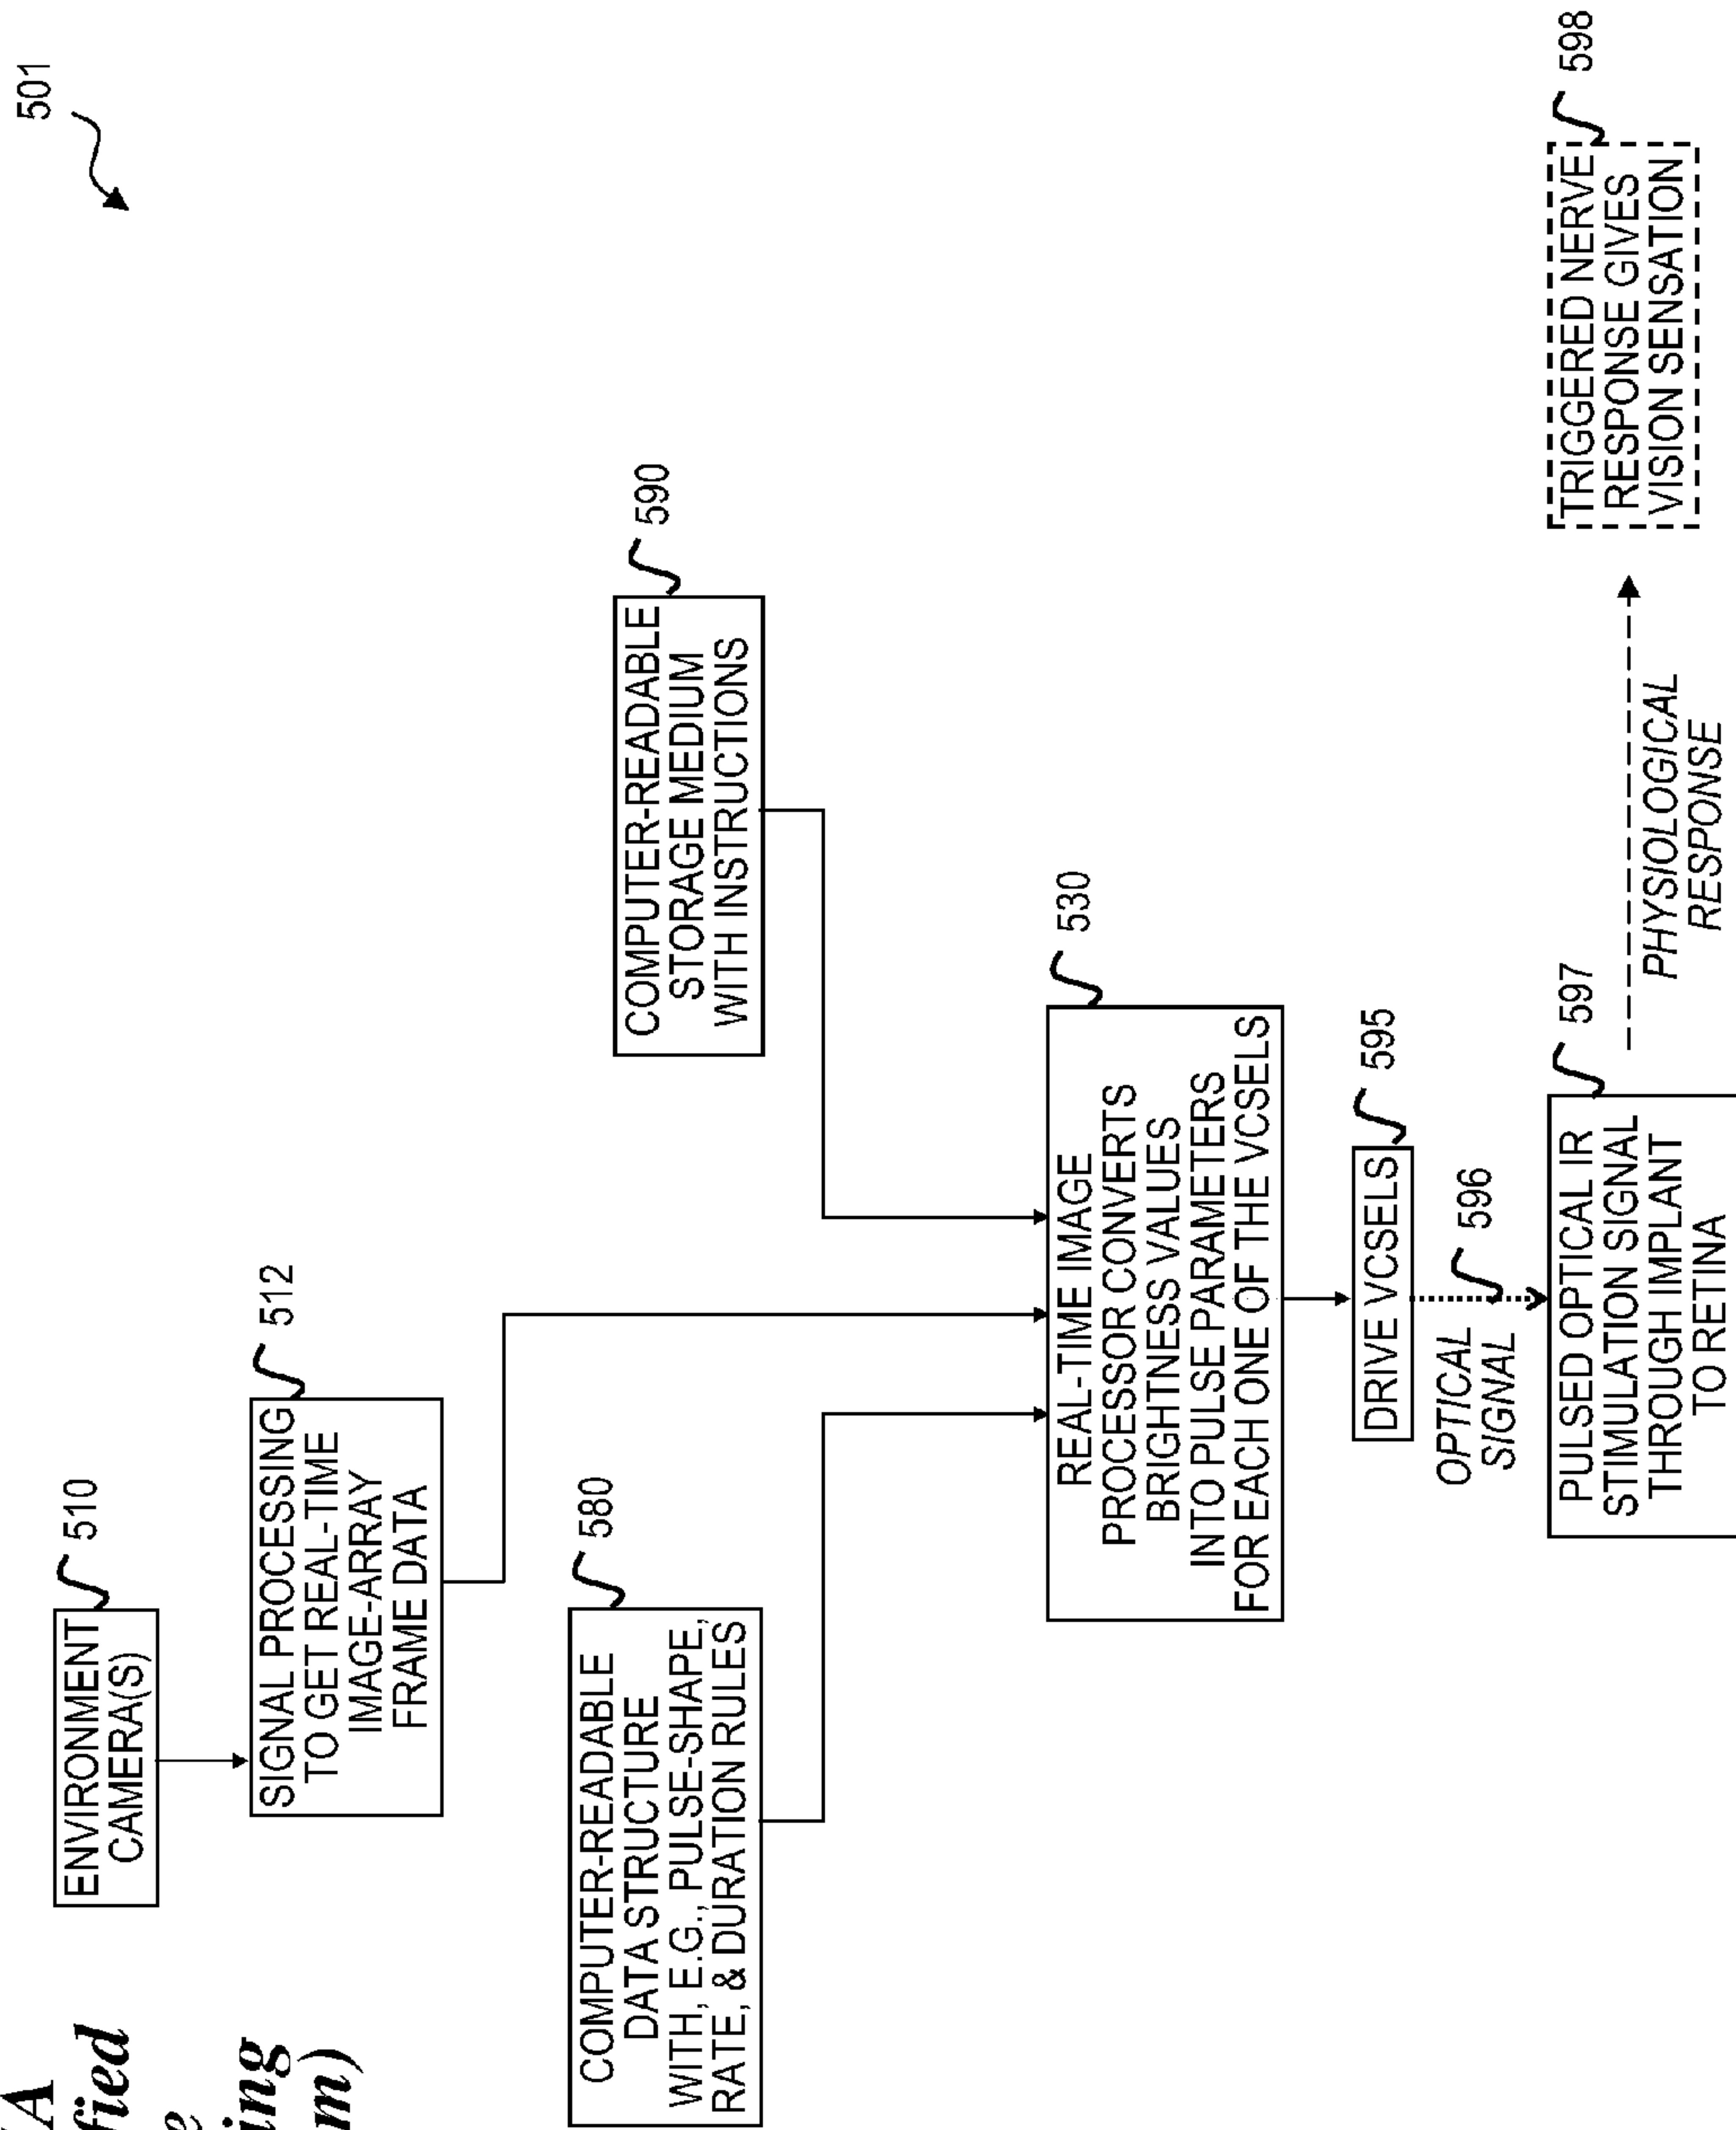 501
ENVIRONMENT
CAMERA(S)
510
SIGNAL PROCESSING
TO GET REAL-TIME
IMAGE-ARRAY
FRAME DATA
512
COMPUTER-READABLE
DATA STRUCTURE
WITH, E.G., PULSE-SHAPE,
RATE, & DURATION RULES
580
COMPUTER-READABLE
STORAGE MEDIUM
WITH INSTRUCTIONS
590
REAL-TIME IMAGE
PROCESSOR CONVERTS
BRIGHTNESS VALUES
INTO PULSE PARAMETERS
FOR EACH ONE OF THE VCSELS
530
DRIVE VCSELS
595
OPTICAL
SIGNAL
596
PULSED OPTICAL IR
STIMULATION SIGNAL
THROUGH IMPLANT
TO RETINA
597
PHYSIOLOGICAL
RESPONSE
TRIGGERED NERVE
RESPONSE GIVES
VISION SENSATION
598